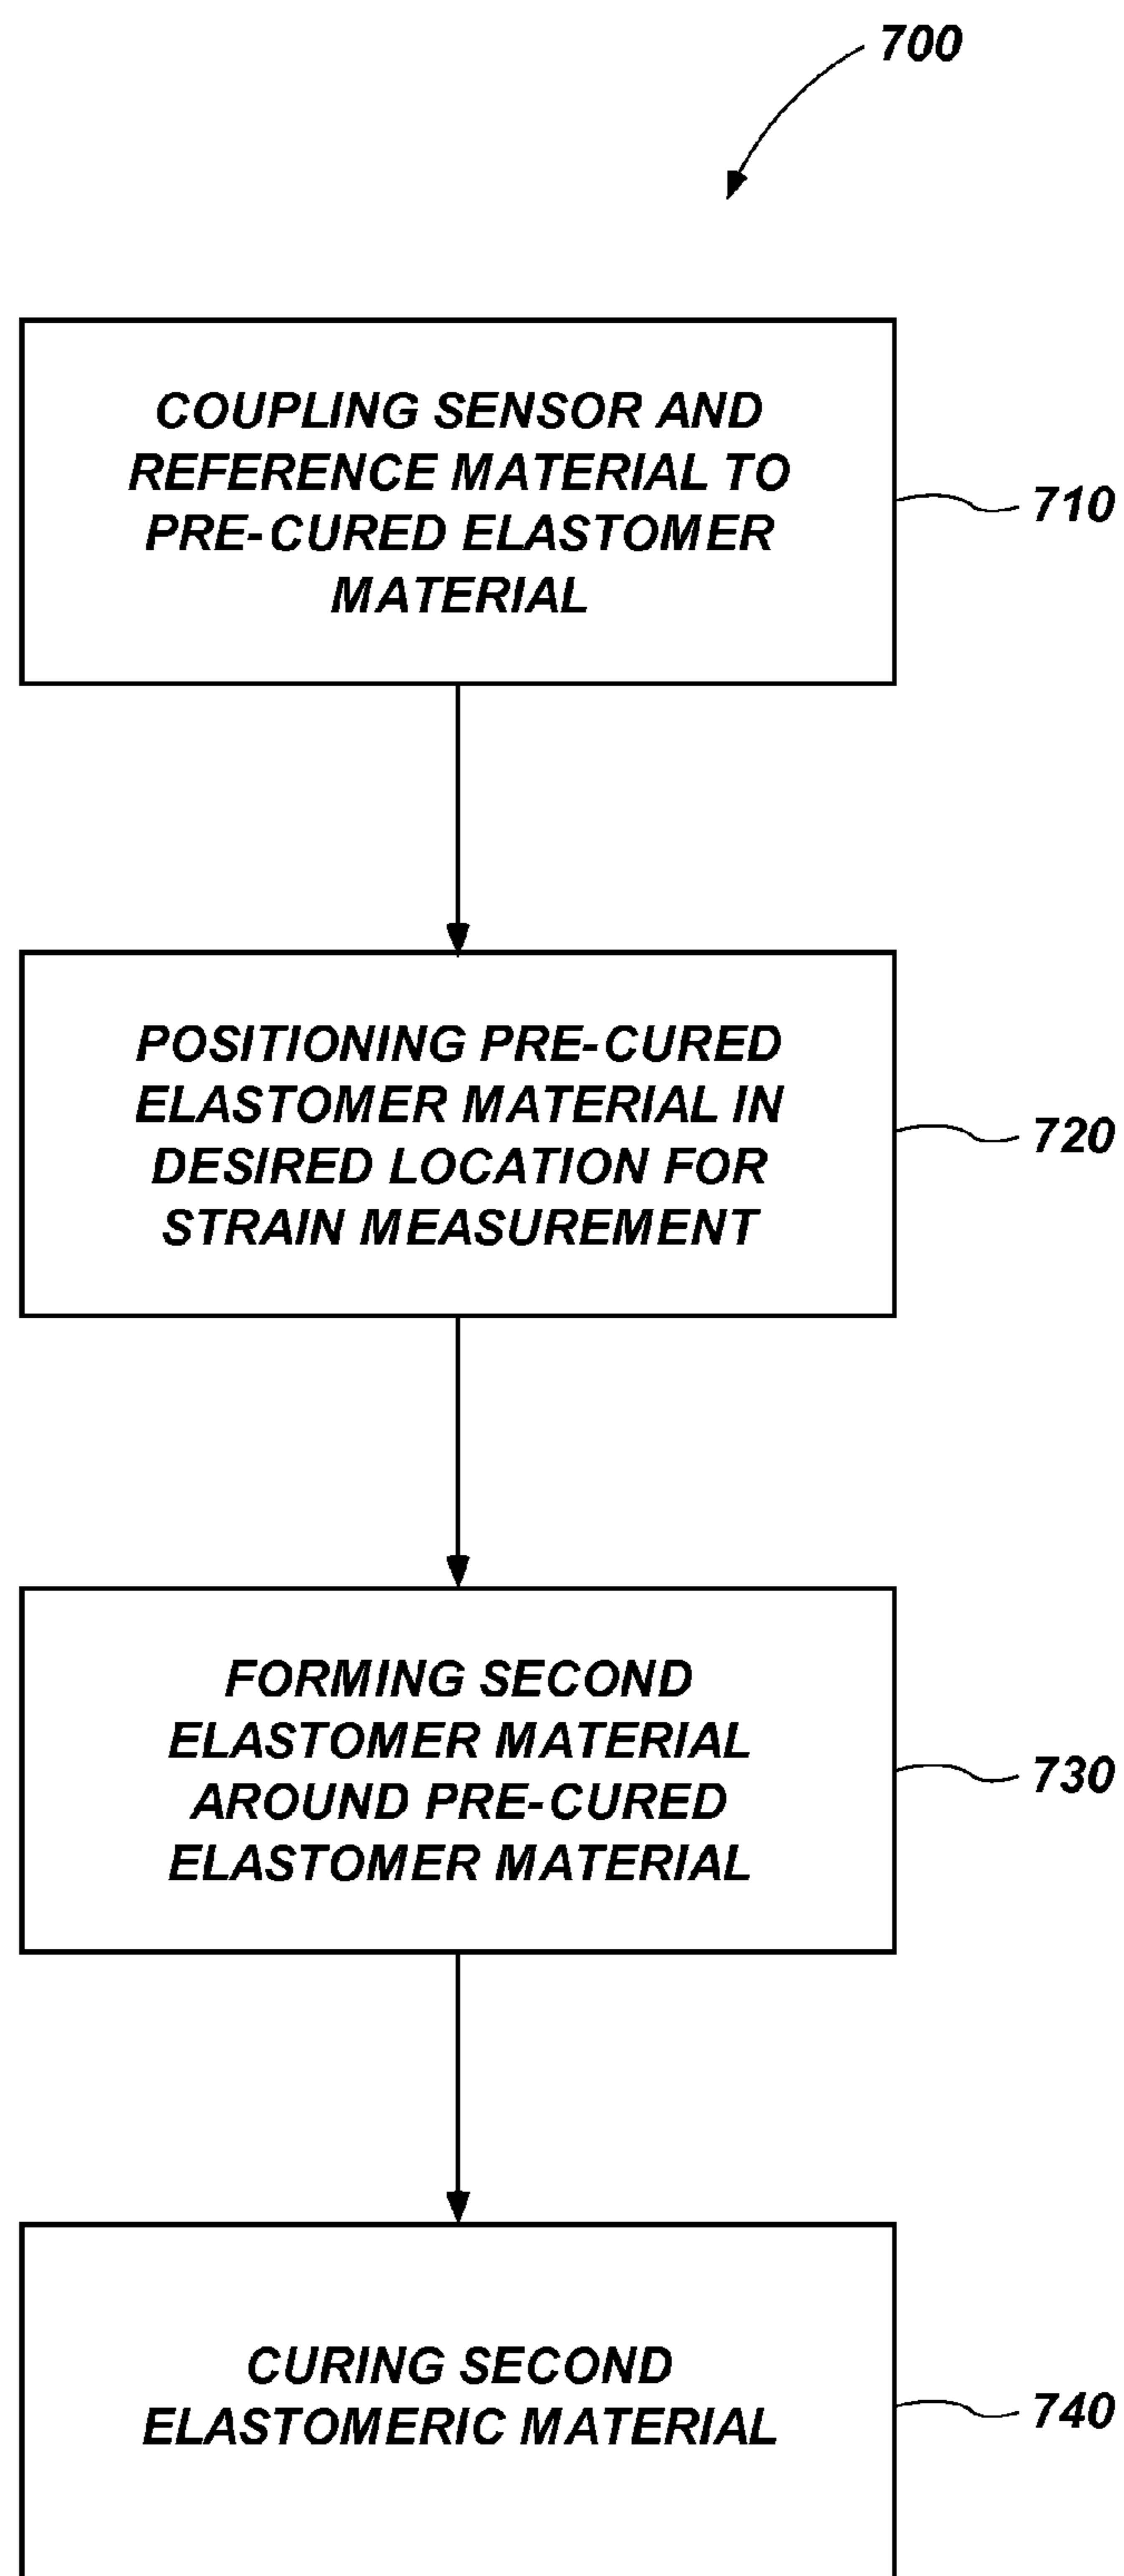 700
COUPLING SENSOR AND
REFERENCE MATERIAL TO
PRE-CURED ELASTOMER
MATERIAL
710
POSITIONING PRE-CURED
ELASTOMER MATERIAL IN
DESIRED LOCATION FOR
STRAIN MEASUREMENT
720
FORMING SECOND
ELASTOMER MATERIAL
AROUND PRE-CURED
ELASTOMER MATERIAL
730
CURING SECOND
ELASTOMERIC MATERIAL
740